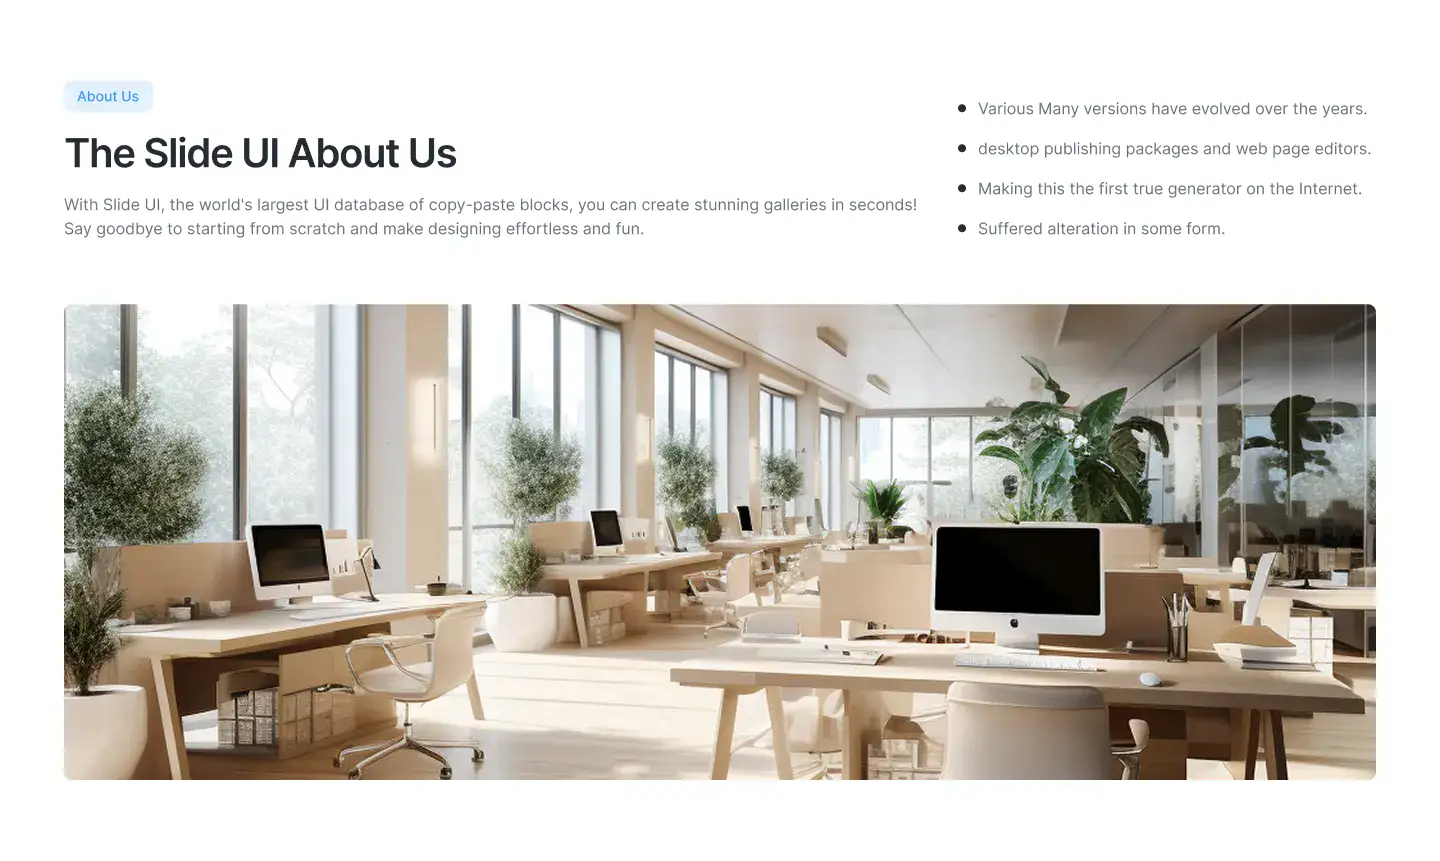 About Us
The Slide UI About Us
With Slide UI, the world's largest UI database of copy-paste blocks, you can create stunning galleries in seconds!
Say goodbye to starting from scratch and make designing effortless and fun.
Various Many versions have evolved over the years.
desktop publishing packages and web page editors.
Making this the first true generator on the Internet.
Suffered alteration in some form.